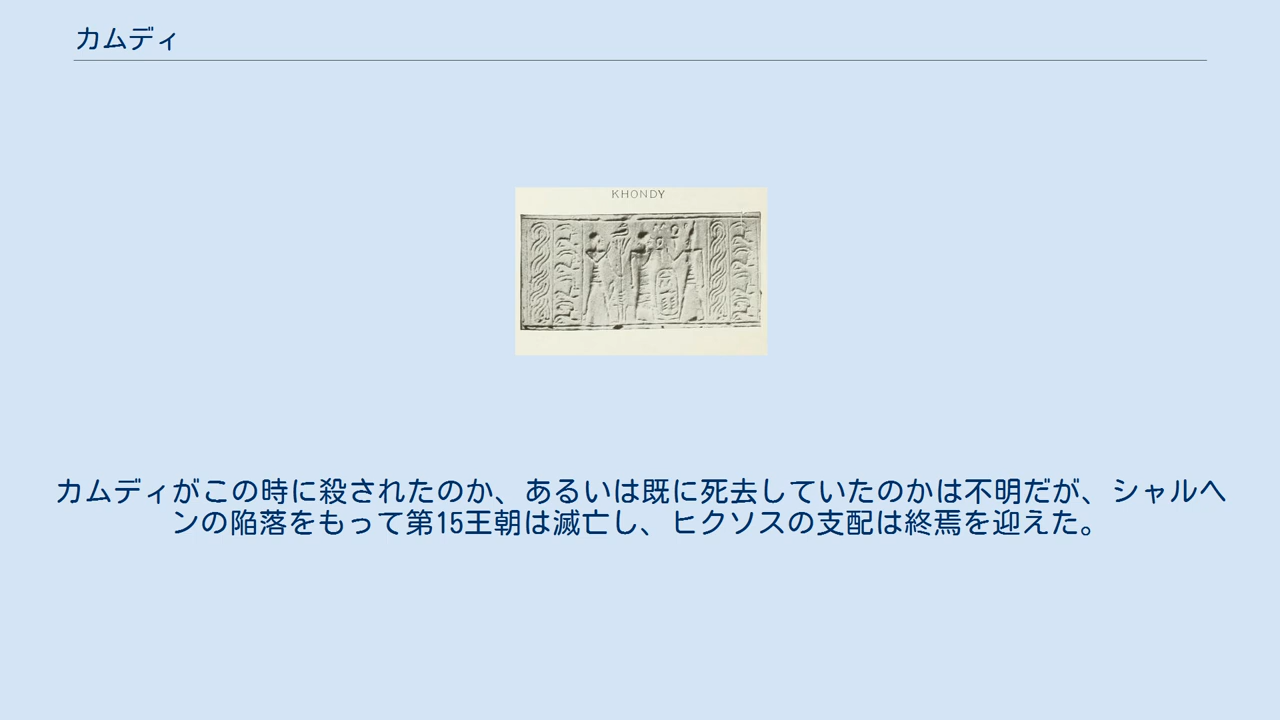 カムディ
KHONDY
カムディがこの時に殺されたのか、あるいは既に死去していたのかは不明だが、シャルヘ
ンの陥落をもって第15王朝は滅亡し、ヒクソスの支配は終焉を迎えた。